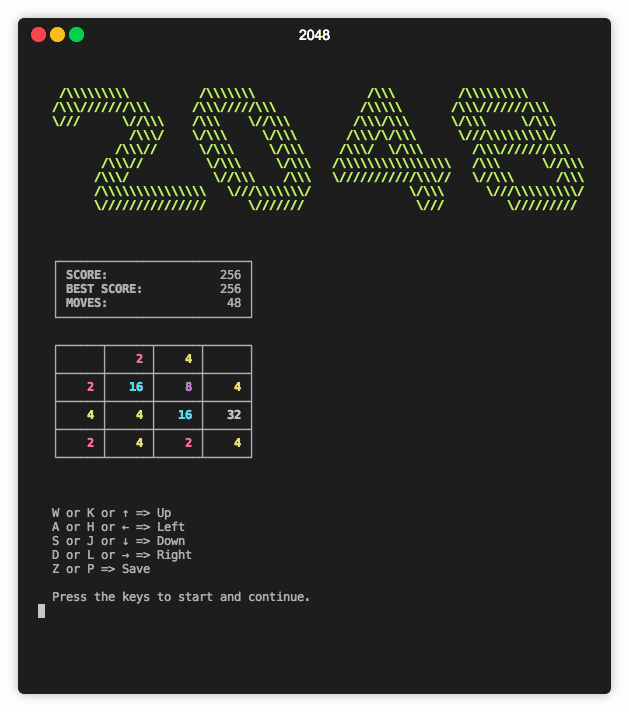 2048
2048
SCORE: 256
BEST SCORE: 256
MOVES: 48
2 4
2 16 8 4
4 4 16 32
2 4 2 4
W or K or ↑ => Up
A or H or ← => Left
S or J or ↓ => Down
D or L or → => Right
Z or P => Save
Press the keys to start and continue.